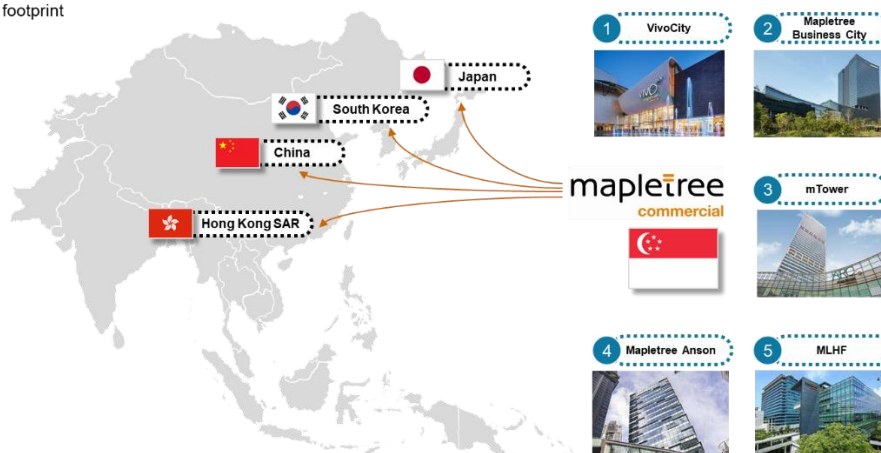 footprint
1
VivoCity
2
Mapletree
Business City
Japan
South Korea
China
Hong Kong SAR
mapletree
commercial
3
mTower
VIVO
4
Mapletree Anson
5
MLHF